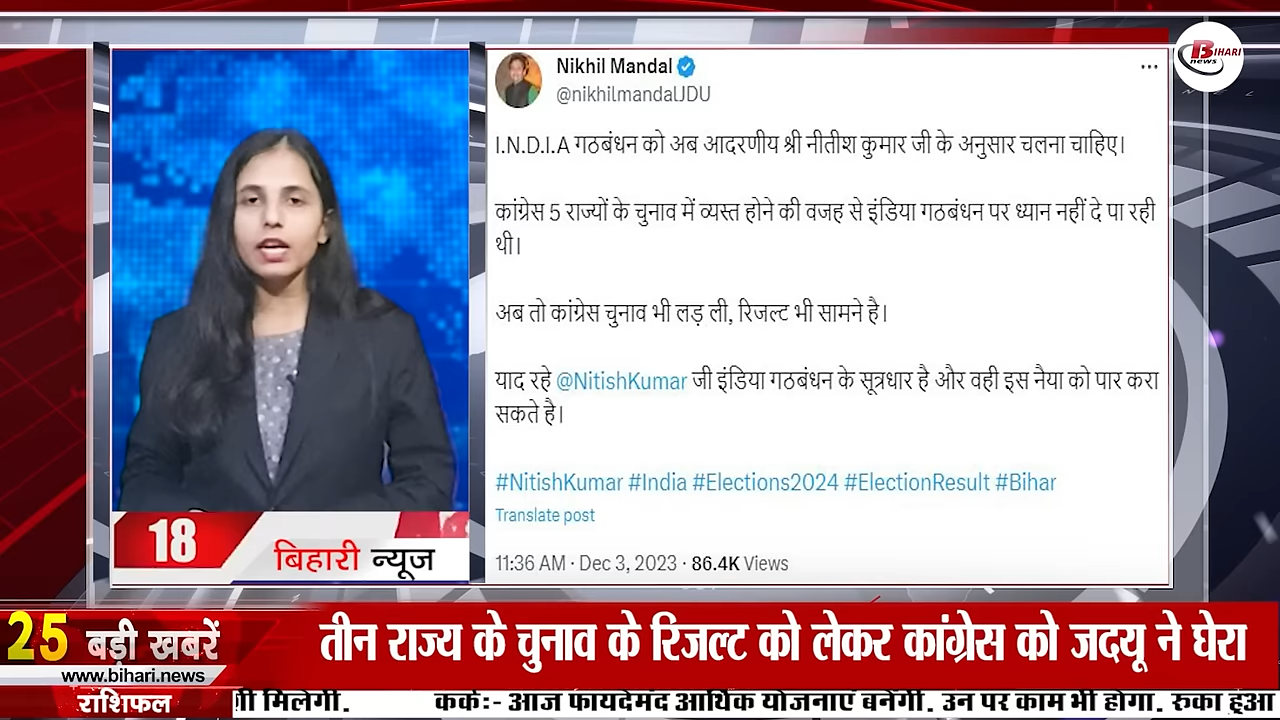 BIHARI
news
Nikhil Mandal
@nikhilmandalJDU
I.N.D.I.A गठबंधन को अब आदरणीय श्री नीतीश कुमार जी के अनुसार चलना चाहिए।
कांग्रेस 5 राज्यों के चुनाव में व्यस्त होने की वजह से इंडिया गठबंधन पर ध्यान नहीं दे पा रही
थी।
अब तो कांग्रेस चुनाव भी लड़ ली, रिजल्ट भी सामने है।
याद रहे @NitishKumar जी इंडिया गठबंधन के सूत्रधार है और वही इस नैया को पार करा
सकते है।
#NitishKumar #India #Elections2024 #ElectionResult #Bihar
Translate post
11:36 AM · Dec 3, 2023 · 86.4K Views
18
बिहारी न्यूज
25 बड़ी खबरें
www.bihari.news
तीन राज्य के चुनाव के रिजल्ट को लेकर कांग्रेस को जदयू ने घेरा
राशिफल
मिलेगी. कर्कः- आज फायदेमंद आर्थिक योजनाएं बनेंगी. उन पर काम भी होगा. रुका हुआ